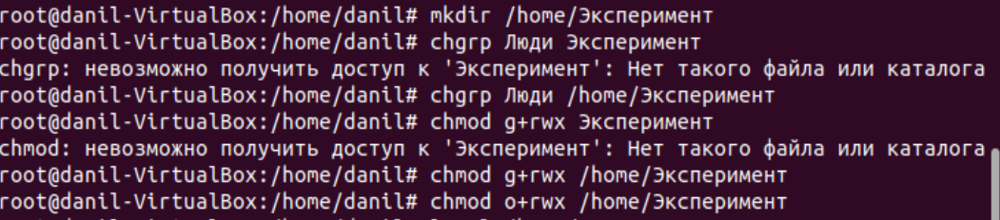 root@danil-VirtualBox:/home/danil# mkdir /home/Эксперимент
root@danil-VirtualBox:/home/danil# chgrp Люди Эксперимент
chgrp: невозможно получить доступ к 'Эксперимент': Нет такого файла или каталога
root@danil-VirtualBox:/home/danil# chgrp Люди /home/Эксперимент
root@danil-VirtualBox:/home/danil# chmod g+rwx Эксперимент
chmod: невозможно получить доступ к 'Эксперимент': Нет такого файла или каталога
root@danil-VirtualBox:/home/danil# chmod g+rwx /home/Эксперимент
root@danil-VirtualBox:/home/danil# chmod o+rwx /home/Эксперимент